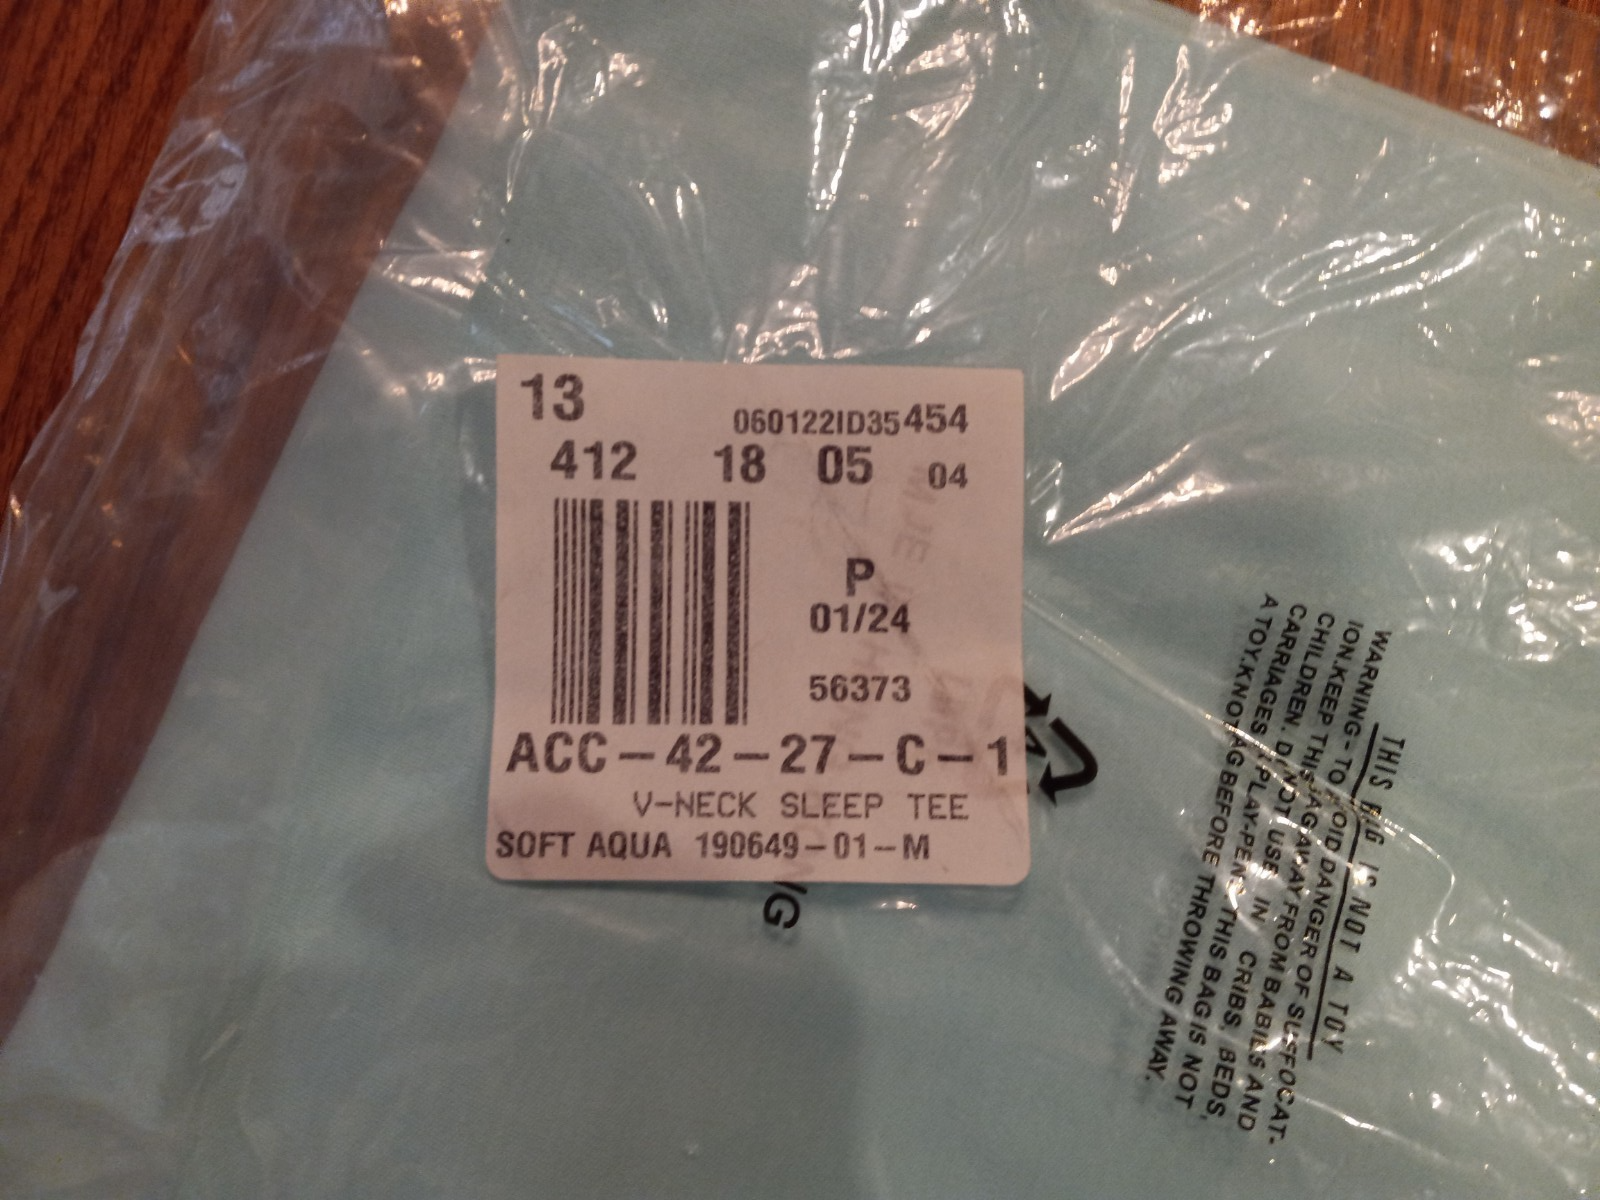 13
060122ID35454
412 18 05 04
P
01/24
56373
ACC-42-27-C-1
V-NECK SLEEP TEE
SOFT AQUA 190649-01-M
NG
THIS BAG IS NOT A TOY
WARNING-TO AVOID DANGER OF SUFFOCAT-
ION.KEEP THIS BAG AWAY FROM BABIES AND
CHILDREN. DO NOT USE IN CRIBS, BEDS,
CARRIAGES PLAY-PENS. THIS BAG IS NOT
A TOY.KNOT BAG BEFORE THROWING AWAY.